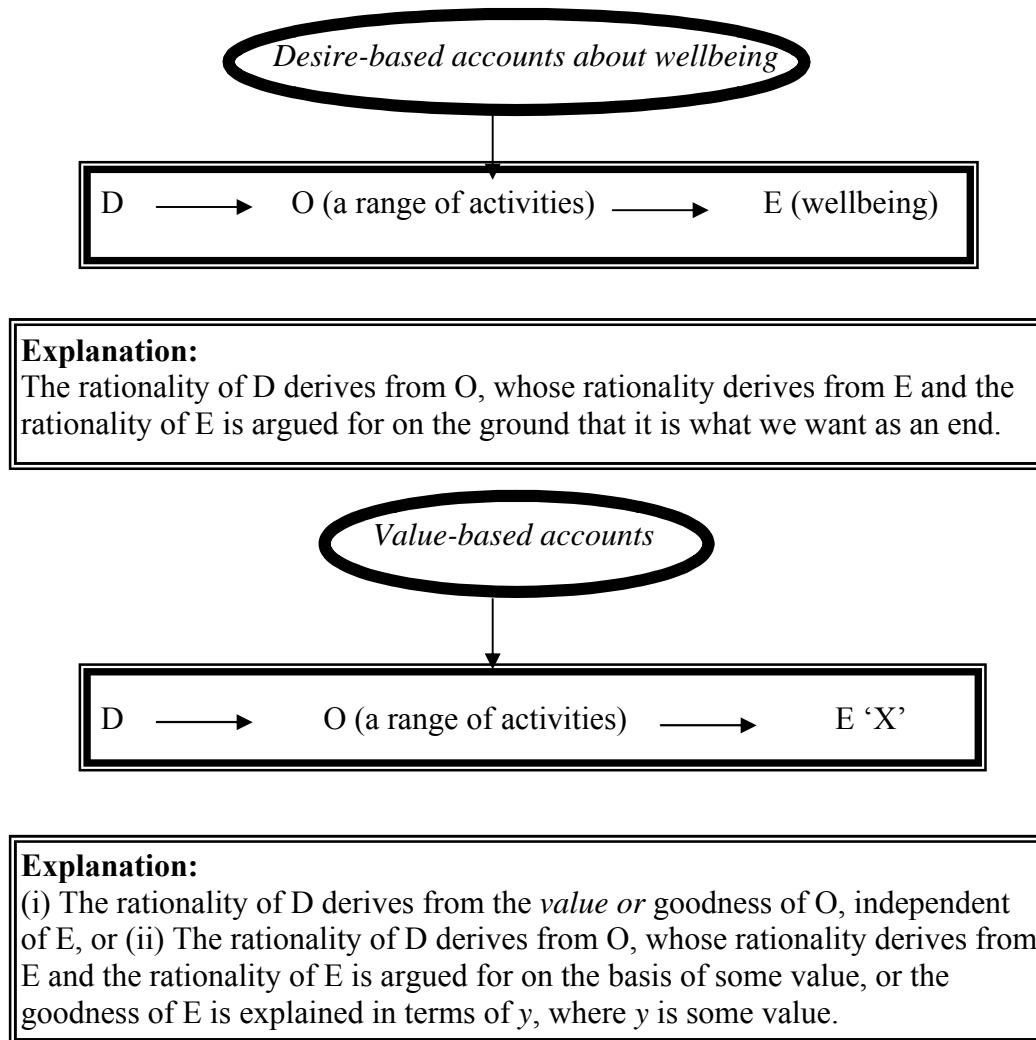 Desire-based accounts about wellbeing
D O (a range of activities) E (wellbeing)
Explanation:
The rationality of D derives from O, whose rationality derives from E and the
rationality of E is argued for on the ground that it is what we want as an end.
Value-based accounts
D O (a range of activities) E ‘X’
Explanation:
(i) The rationality of D derives from the value or goodness of O, independent
of E, or (ii) The rationality of D derives from O, whose rationality derives from
E and the rationality of E is argued for on the basis of some value, or the
goodness of E is explained in terms of y, where y is some value.